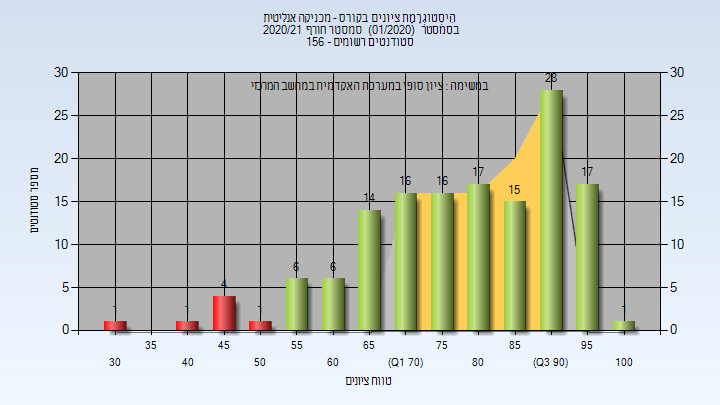 היסטוגרמת ציונים בקורס - מכניקה אנליטית
בסמסטר (01/2020) סמסטר חורף 2020/21
סטודנטים רשומים - 156
במשימה : ציון סופי במערכת האקדמית במחשב המרכזי
מספר סטודנטים
30 25 20 15 10 5 0
30 25 20 15 10 5 0
1 1 4 1 6 6 14 16 16 17 15 28 17 1
35 45 55 65 75 85 95
30 40 50 60 (Q1 70) 80 (Q3 90) 100
טווח ציונים